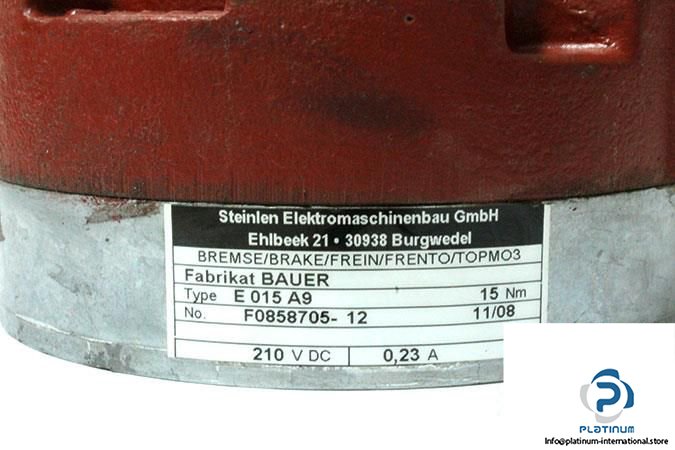 Steinlen Elektromaschinenbau GmbH
Ehlbeek 21 • 30938 Burgwedel
BREMSE/BRAKE/FREIN/FRENTO/TOPMO3
Fabrikat BAUER
Type E 015 A9 15 Nm
No. F0858705- 12 11/08
210 V DC 0,23 A
PLATINUM
Info@platinum-international.store